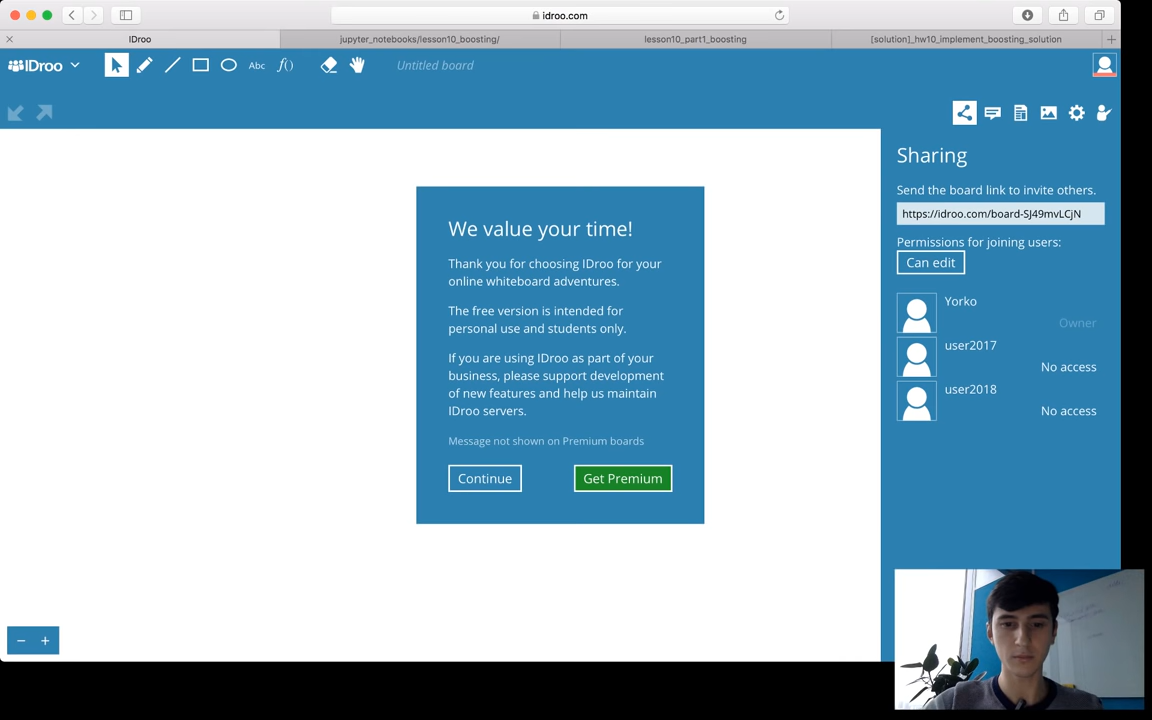 idroo.com
IDroo
jupyter_notebooks/lesson10_boosting/
lesson10_part1_boosting
[solution]_hw10_implement_boosting_solution
IDroo
Abc
f()
Untitled board
Sharing
Send the board link to invite others.
https://idroo.com/board-SJ49mvLCjN
Permissions for joining users:
Can edit
Yorko
Owner
user2017
No access
user2018
No access
We value your time!
Thank you for choosing IDroo for your
online whiteboard adventures.
The free version is intended for
personal use and students only.
If you are using IDroo as part of your
business, please support development
of new features and help us maintain
IDroo servers.
Message not shown on Premium boards
Continue
Get Premium